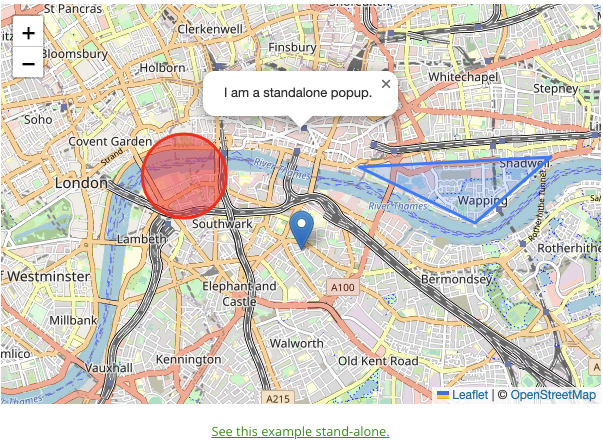 St Pancras
Shoreditch
Clerkenwell
+
Bloomsbury
Finsbury
−
Holborn
Whitechapel
Stepney
×
I am a standalone popup.
Soho
Covent Garden
Strand
River Thames
Shadwell
London
Wapping
River Thames
Rotherhithe Tunnel
Lambeth
Southwark
Rotherhithe
f Westminster
Elephant and
Castle
A100
Bermondsey
Millbank
Walworth
mlico
Kennington
Old Kent Road
Vauxhall
A215
Leaflet | © OpenStreetMap
See this example stand-alone.